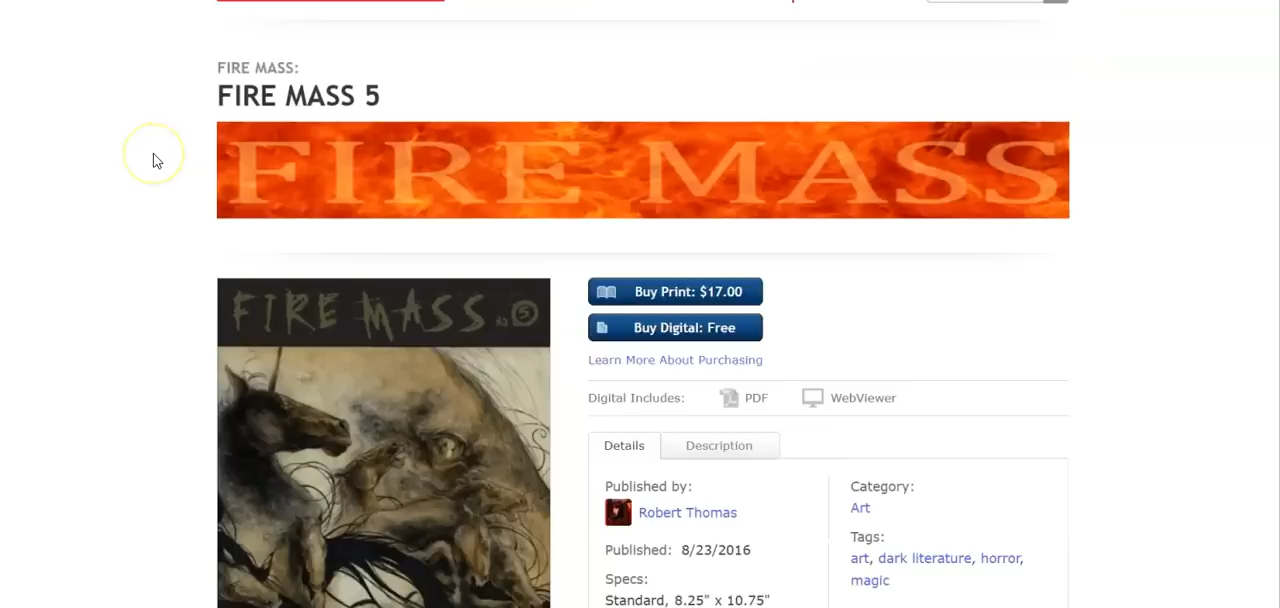 FIRE MASS:
FIRE MASS 5
FIRE MASS
FIRE MASS No 5
Buy Print: $17.00
Buy Digital: Free
Learn More About Purchasing
Digital Includes: PDF WebViewer
Details Description
Published by:
Robert Thomas
Published: 8/23/2016
Specs:
Standard, 8.25" x 10.75"
Category:
Art
Tags:
art, dark literature, horror,
magic